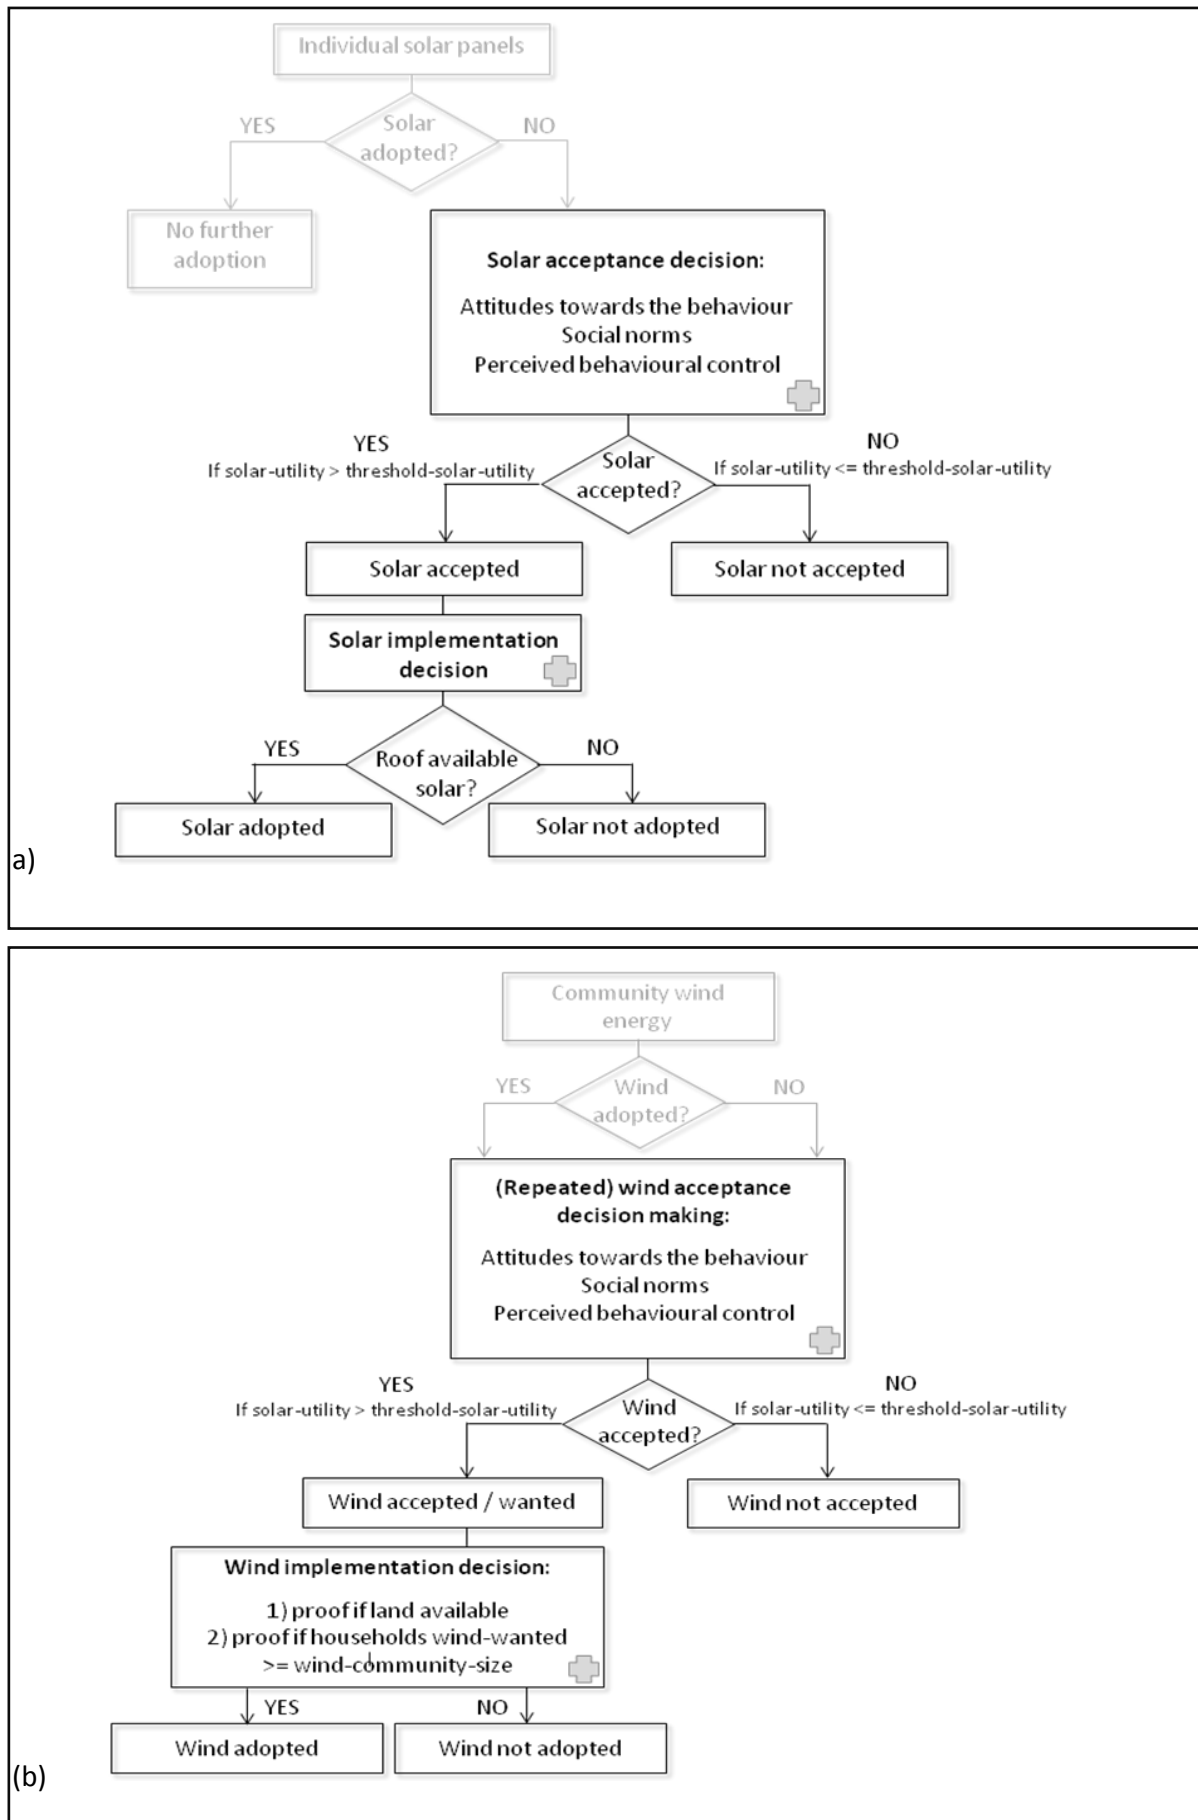 Individual solar panels
Solar
adopted?
YES
NO
No further
adoption
Solar acceptance decision:
Attitudes towards the behaviour
Social norms
Perceived behavioural control
YES
If solar-utility > threshold-solar-utility
Solar
accepted?
NO
If solar-utility <= threshold-solar-utility
Solar accepted
Solar not accepted
Solar implementation
decision
YES
Roof available
solar?
NO
Solar adopted
Solar not adopted
a)
Community wind
energy
YES
Wind
adopted?
NO
(Repeated) wind acceptance
decision making:
Attitudes towards the behaviour
Social norms
Perceived behavioural control
YES
If solar-utility > threshold-solar-utility
Wind
accepted?
NO
If solar-utility <= threshold-solar-utility
Wind accepted / wanted
Wind not accepted
Wind implementation decision:
1) proof if land available
2) proof if households wind-wanted
>= wind-community-size
YES
NO
Wind adopted
Wind not adopted
(b)